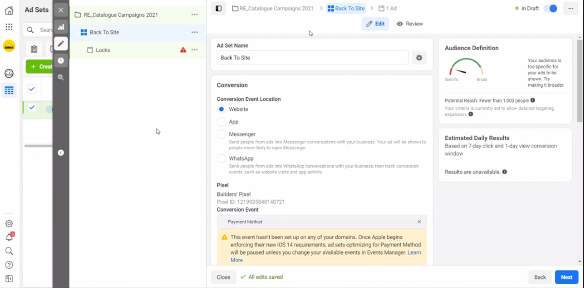 Ad Sets
Sear
+ Creat
RE_Catalogue Campaigns 2021
Back To Site
Locks
RE_Catalogue Campaigns 2021 > Back To Site > 1 Ad
In Draft
Edit
Review
Ad Set Name
Back To Site
Conversion
Conversion Event Location
Website
App
Messenger
Send people from ads into Messenger conversations with your business. Your ad will be shown to
people more likely to open Messenger.
WhatsApp
Send people from ads into WhatsApp conversations with your business, then track conversion
events, such as website visits and app activity.
Pixel
Builders' Pixel
Conversion Event
Payment Method
This event hasn't been set up on any of your domains. Once Apple begins
enforcing their new iOS 14 requirements, ad sets optimizing for Payment Method
will be paused unless you change your available events in Events Manager. Learn
More
Close
All edits saved
Back
Next
Audience Definition
Specific
Broad
Your audience is
too specific for
your ads to be
shown. Try
making it broader.
Potential Reach: Fewer than 1,000 people
Your criteria is currently set to allow detailed targeting
expansion.
Estimated Daily Results
Based on 7-day click and 1-day view conversion
window
Results are unavailable.